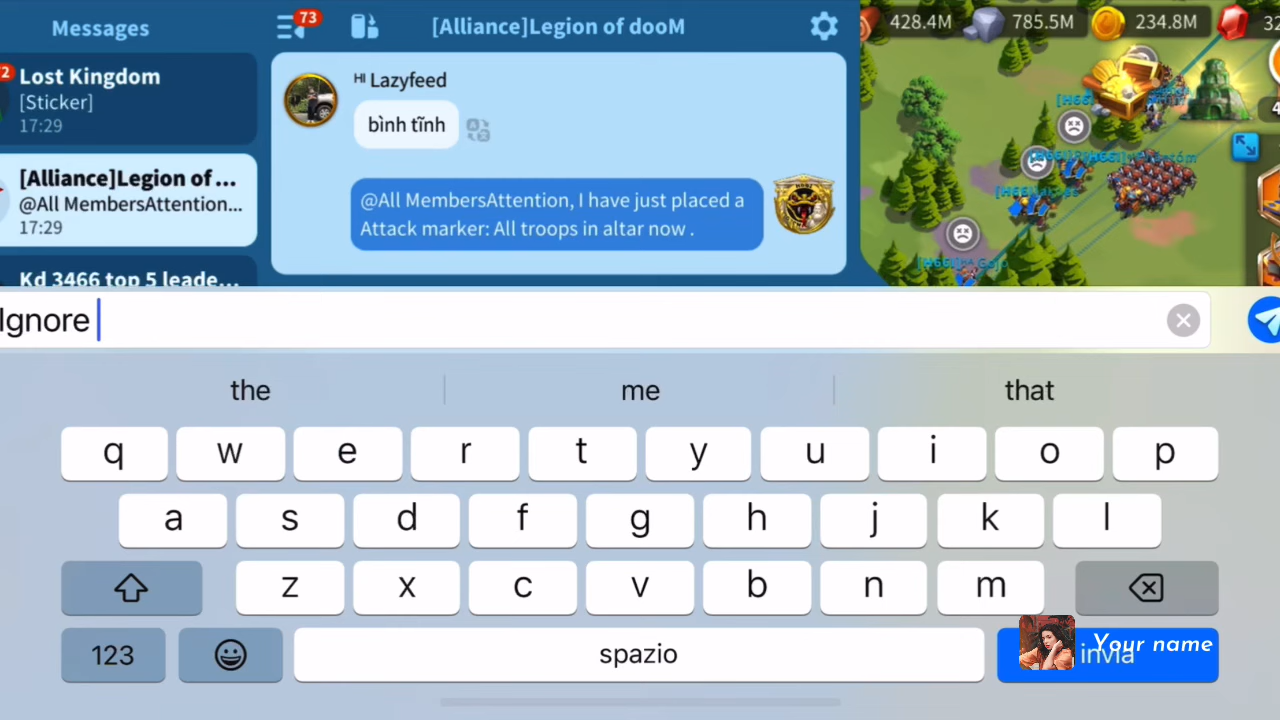 Messages
73
[Alliance]Legion of dooM
428.4M
785.5M
234.8M
Lost Kingdom
[Sticker]
17:29
[Alliance]Legion of ...
@All MembersAttention...
17:29
Kd 3466 top 5 leade...
HI Lazyfeed
bình tĩnh
@All MembersAttention, I have just placed a
Attack marker: All troops in altar now .
Ignore
the
me
that
q w e r t y u i o p
a s d f g h j k l
z x c v b n m
123
spazio
invia
Your name